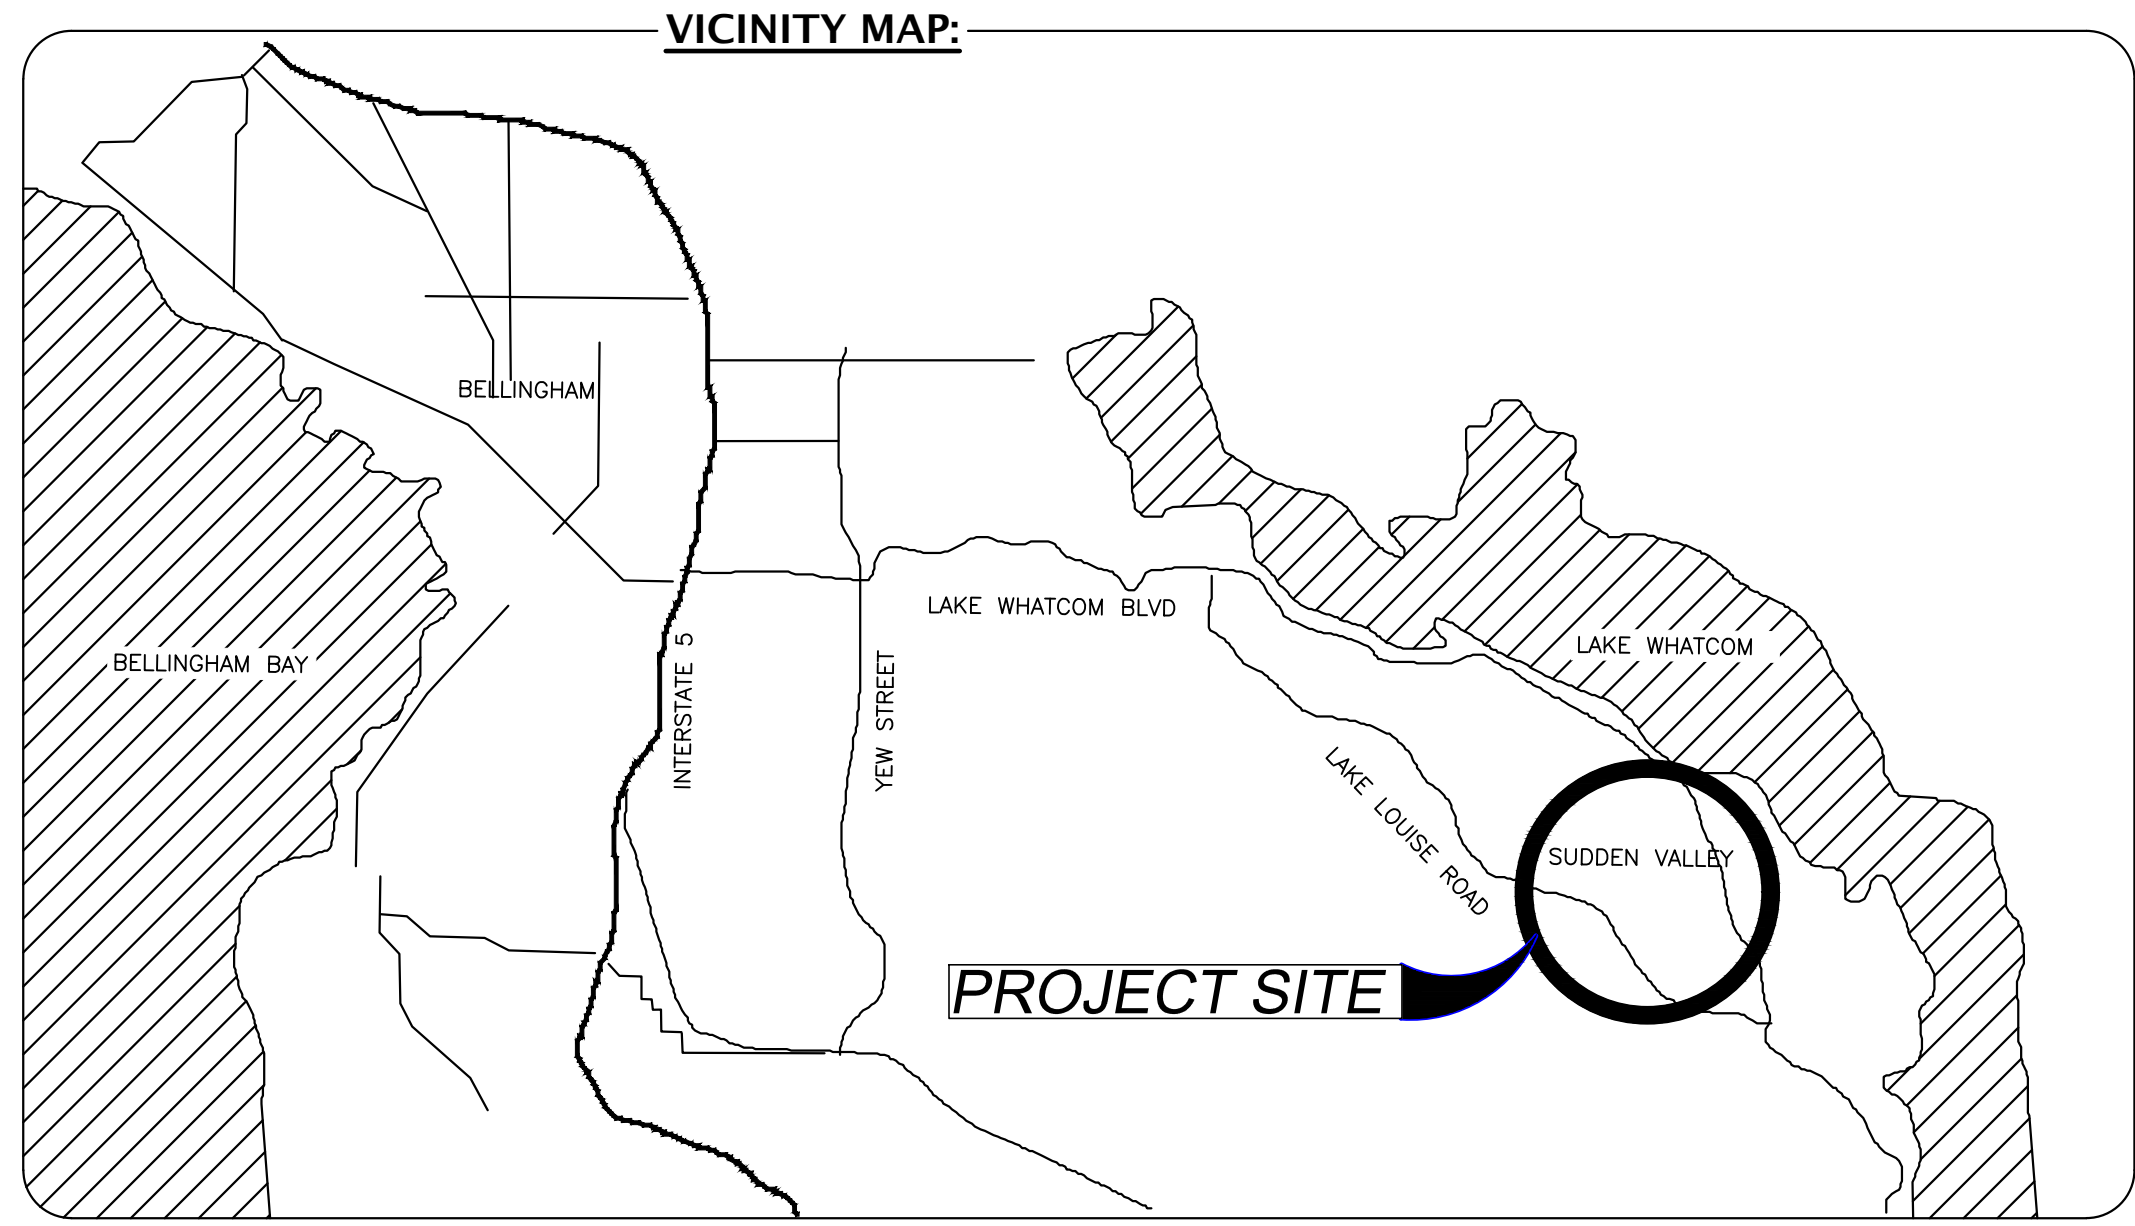 VICINITY MAP:
BELLINGHAM
LAKE WHATCOM BLVD
BELLINGHAM BAY
INTERSTATE 5
YEW STREET
LAKE WHATCOM
LAKE LOUISE ROAD
SUDDEN VALLEY
PROJECT SITE